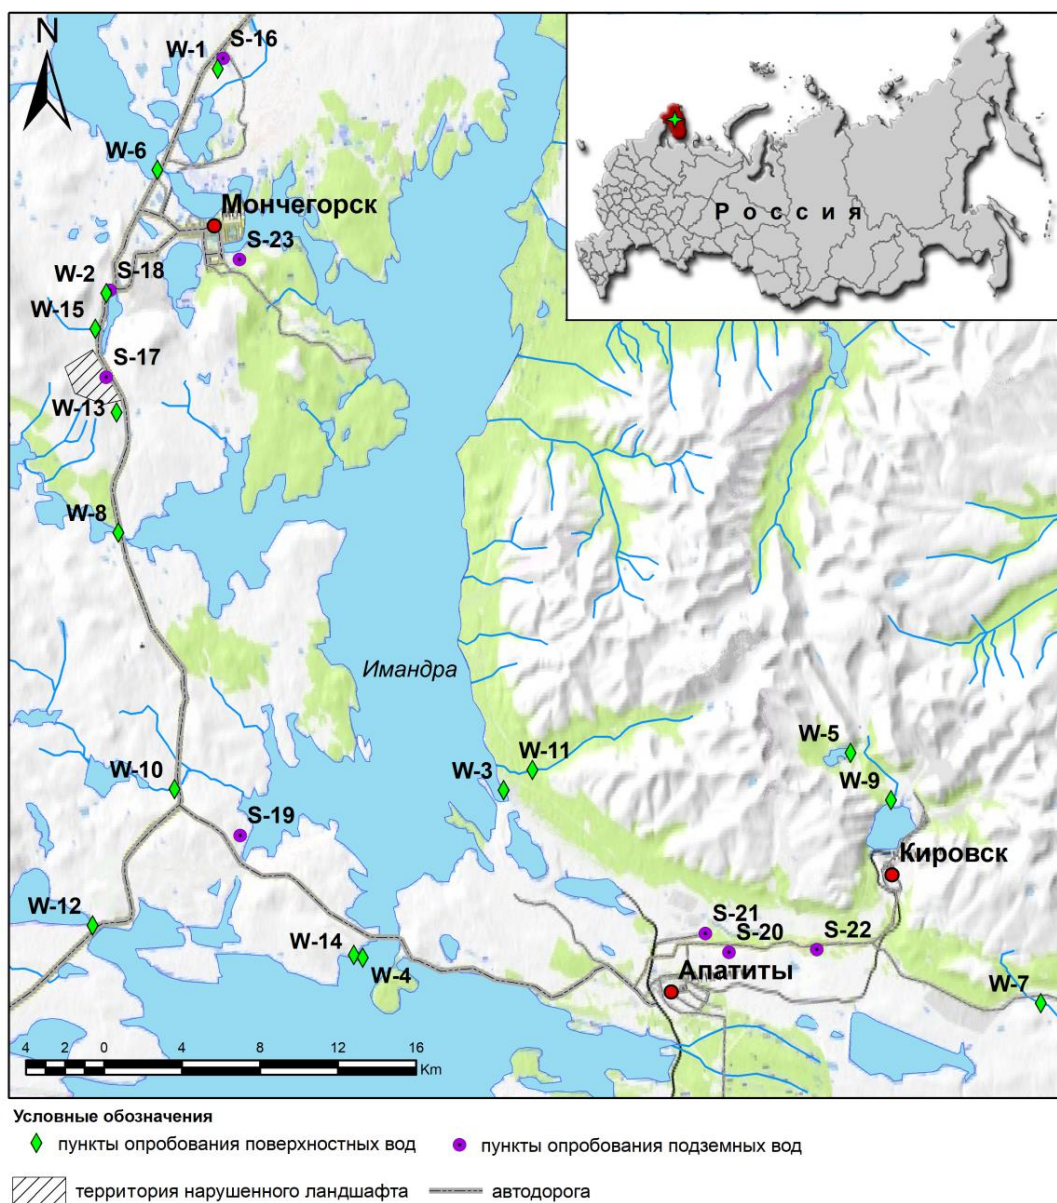 N
S-16
W-1
W-6
Мончегорск
S-23
S-18
W-2
W-15
S-17
W-13
W-8
Россия
Имандра
W-5
W-11
W-3
W-9
W-10
S-19
Кировск
W-12
S-21
S-20
S-22
W-14
W-4
Апатиты
W-7
4 2 0 4 8 12 16
Km
Условные обозначения
пункты опробования поверхностных вод
пункты опробования подземных вод
территория нарушенного ландшафта
автодорога